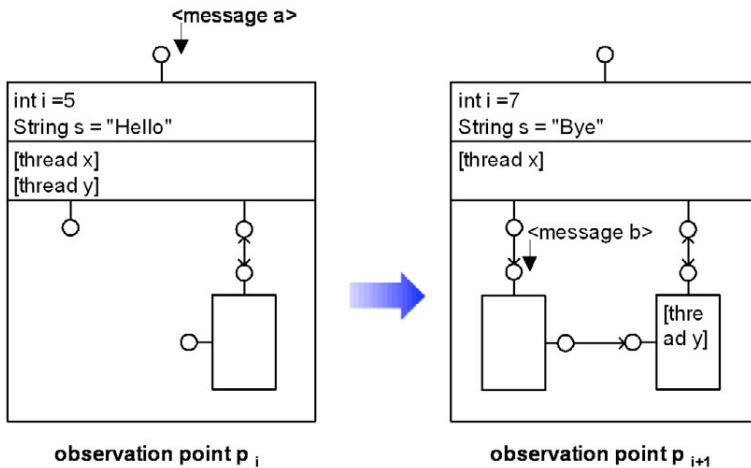 <message a>
int i =5
String s = "Hello"
[thread x]
[thread y]
observation point p i
int i =7
String s = "Bye"
[thread x]
<message b>
[thre
ad y]
observation point p i+1